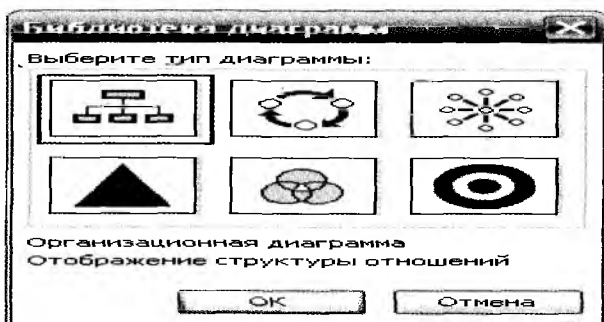 Библиотека диаграмм
Выберите тип диаграммы:
Организационная диаграмма
Отображение структуры отношений
ОК
Отмена